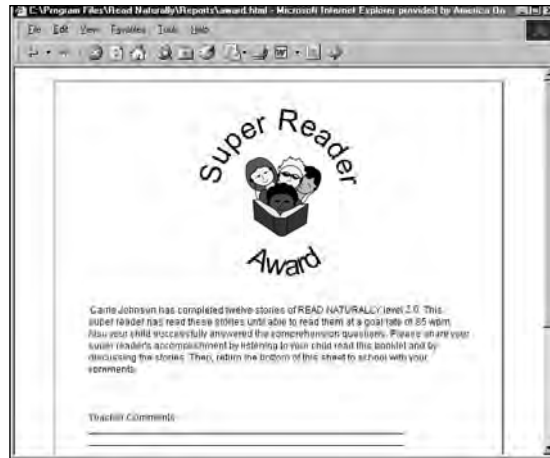 C:\Program Files\Read Naturally\Reports\award.html - Microsoft Internet Explorer provided by America On
File Edit View Favorites Tools Help
Super Reader
Award
Carrie Johnson has completed twelve stories of READ NATURALLY level 2.0. This
super reader has read these stories until able to read them at a goal rate of 85 wpm.
Also your child successfully answered the comprehension questions. Please share your
super reader's accomplishment by listening to your child read this booklet and by
discussing the stories. Then, return the bottom of this sheet to school with your
comments.
Teacher Comments